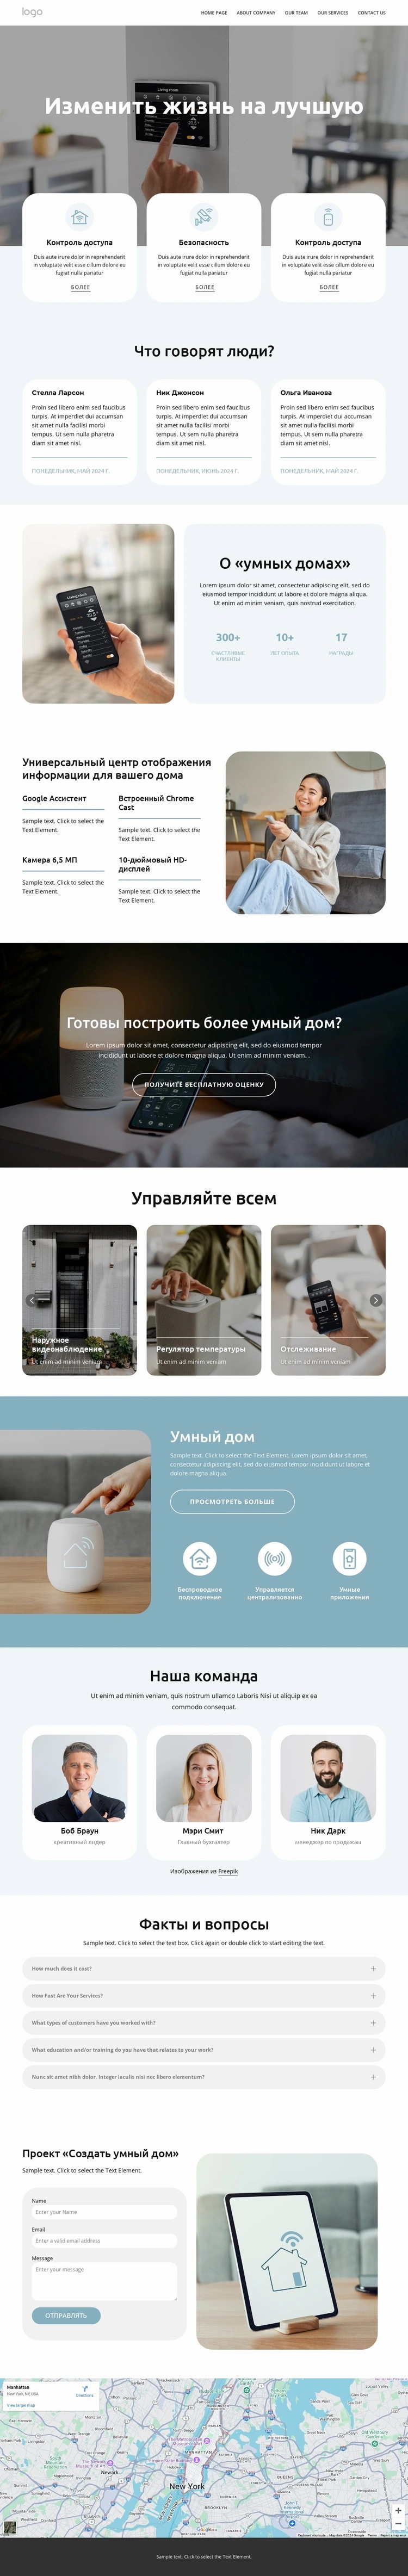 logo
HOME PAGE
ABOUT COMPANY
OUR TEAM
OUR SERVICES
CONTACT US
Living room
Изменить жизнь на лучшую
Контроль доступа
Duis aute irure dolor in reprehenderit
in voluptate velit esse cillum dolore eu
fugiat nulla pariatur
БОЛЕЕ
Безопасность
Duis aute irure dolor in reprehenderit
in voluptate velit esse cillum dolore eu
fugiat nulla pariatur
БОЛЕЕ
Контроль доступа
Duis aute irure dolor in reprehenderit
in voluptate velit esse cillum dolore eu
fugiat nulla pariatur
БОЛЕЕ
Что говорят люди?
Стелла Ларсон
Proin sed libero enim sed faucibus
turpis. At imperdiet dui accumsan
sit amet nulla facilisi morbi
tempus. Ut sem nulla pharetra
diam sit amet nisl.
ПОНЕДЕЛЬНИК, МАЙ 2024 Г.
Ник Джонсон
Proin sed libero enim sed faucibus
turpis. At imperdiet dui accumsan
sit amet nulla facilisi morbi
tempus. Ut sem nulla pharetra
diam sit amet nisl.
ПОНЕДЕЛЬНИК, ИЮНЬ 2024 Г.
Ольга Иванова
Proin sed libero enim sed faucibus
turpis. At imperdiet dui accumsan
sit amet nulla facilisi morbi
tempus. Ut sem nulla pharetra
diam sit amet nisl.
ПОНЕДЕЛЬНИК, МАЙ 2024 Г.
О «умных домах»
Lorem ipsum dolor sit amet, consectetur adipiscing elit, sed do
eiusmod tempor incididunt ut labore et dolore magna aliqua.
Ut enim ad minim veniam, quis nostrud exercitation.
300+
СЧАСТЛИВЫЕ
КЛИЕНТЫ
10+
ЛЕТ ОПЫТА
17
НАГРАДЫ
Универсальный центр отображения
информации для вашего дома
Google Ассистент
Sample text. Click to select the
Text Element.
Встроенный Chrome
Cast
Sample text. Click to select the
Text Element.
Камера 6,5 МП
Sample text. Click to select the
Text Element.
10-дюймовый HD-
дисплей
Sample text. Click to select the
Text Element.
Готовы построить более умный дом?
Lorem ipsum dolor sit amet, consectetur adipiscing elit, sed do eiusmod tempor
incididunt ut labore et dolore magna aliqua. Ut enim ad minim veniam. .
ПОЛУЧИТЕ БЕСПЛАТНУЮ ОЦЕНКУ
Управляйте всем
Наружное
видеонаблюдение
Ut enim ad minim veniam
Регулятор температуры
Ut enim ad minim veniam
Отслеживание
Ut enim ad minim veniam
Умный дом
Sample text. Click to select the Text Element. Lorem ipsum dolor sit amet,
consectetur adipiscing elit, sed do eiusmod tempor incididunt ut labore et
dolore magna aliqua.
ПРОСМОТРЕТЬ БОЛЬШЕ
Беспроводное
подключение
Управляется
централизованно
Умные
приложения
Наша команда
Ut enim ad minim veniam, quis nostrum ullamco Laboris Nisi ut aliquip ex ea
commodo consequat.
Боб Браун
креативный лидер
Мэри Смит
Главный бухгалтер
Ник Дарк
менеджер по продажам
Изображения из Freepik
Факты и вопросы
Sample text. Click to select the text box. Click again or double click to start editing the text.
How much does it cost?
How Fast Are Your Services?
What types of customers have you worked with?
What education and/or training do you have that relates to your work?
Nunc sit amet nibh dolor. Integer iaculis nisi nec libero elementum?
Проект «Создать умный дом»
Sample text. Click to select the Text Element.
Name
Enter your Name
Email
Enter a valid email address
Message
Enter your message
ОТПРАВЛЯТЬ
Manhattan
New York, NY, USA
Directions
View larger map
Newark
MANHATTAN
New York
QUEENS
BROOKLYN
Sample text. Click to select the Text Element.